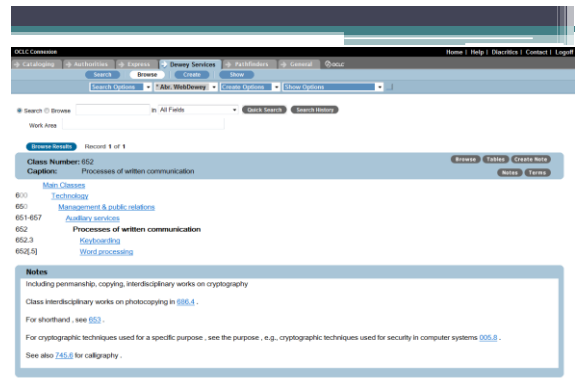 OCLC Connexion
Home | Help | Diacritics | Contact | Logoff
Cataloging Authorities Express Dewey Services Pathfinders General OCLC
Search Browse Create Show
Search Options *Abr. WebDewey Create Options Show Options
Search Browse in All Fields Quick Search Search History
Work Area
Browse Results Record 1 of 1
Class Number: 652 Browse Tables Create Note
Caption: Processes of written communication Notes Terms
Main Classes
600 Technology
650 Management & public relations
651-657 Auxiliary services
652 Processes of written communication
652.3 Keyboarding
652[.5] Word processing
Notes
Including penmanship, copying, interdisciplinary works on cryptography
Class interdisciplinary works on photocopying in 686.4 .
For shorthand , see 653 .
For cryptographic techniques used for a specific purpose , see the purpose , e.g., cryptographic techniques used for security in computer systems 005.8 .
See also 745.6 for calligraphy .